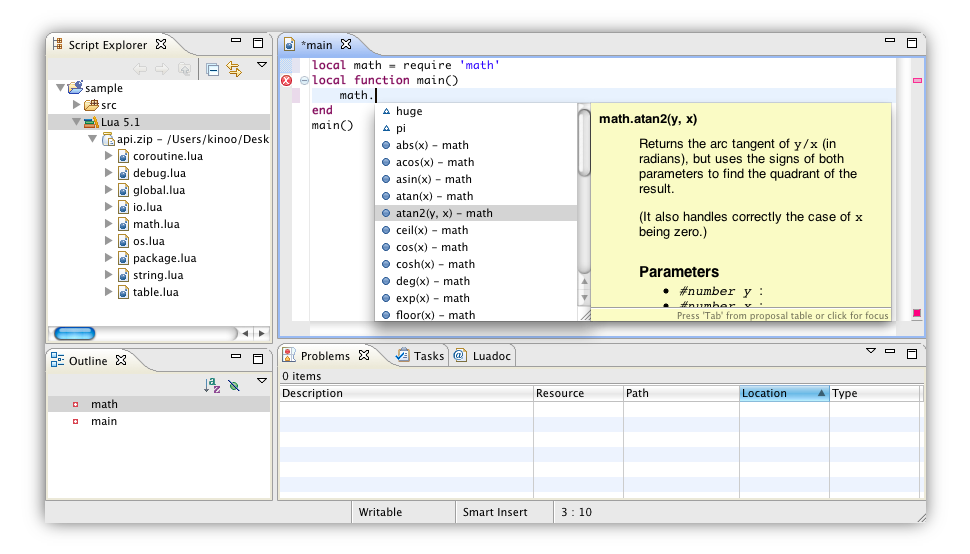 Script Explorer
sample
src
Lua 5.1
api.zip – /Users/kinoo/Desk
coroutine.lua
debug.lua
global.lua
io.lua
math.lua
os.lua
package.lua
string.lua
table.lua
*main
local math = require 'math'
local function main()
math.
end
main()
huge
pi
abs(x) – math
acos(x) – math
asin(x) – math
atan(x) – math
atan2(y, x) – math
ceil(x) – math
cos(x) – math
cosh(x) – math
deg(x) – math
exp(x) – math
floor(x) – math
math.atan2(y, x)
Returns the arc tangent of y/x (in
radians), but uses the signs of both
parameters to find the quadrant of the
result.
(It also handles correctly the case of x
being zero.)
Parameters
• #number y :
• #number x :
Press 'Tab' from proposal table or click for focus
Outline
math
main
Problems Tasks @ Luadoc
0 items
Description Resource Path Location Type
Writable Smart Insert 3 : 10